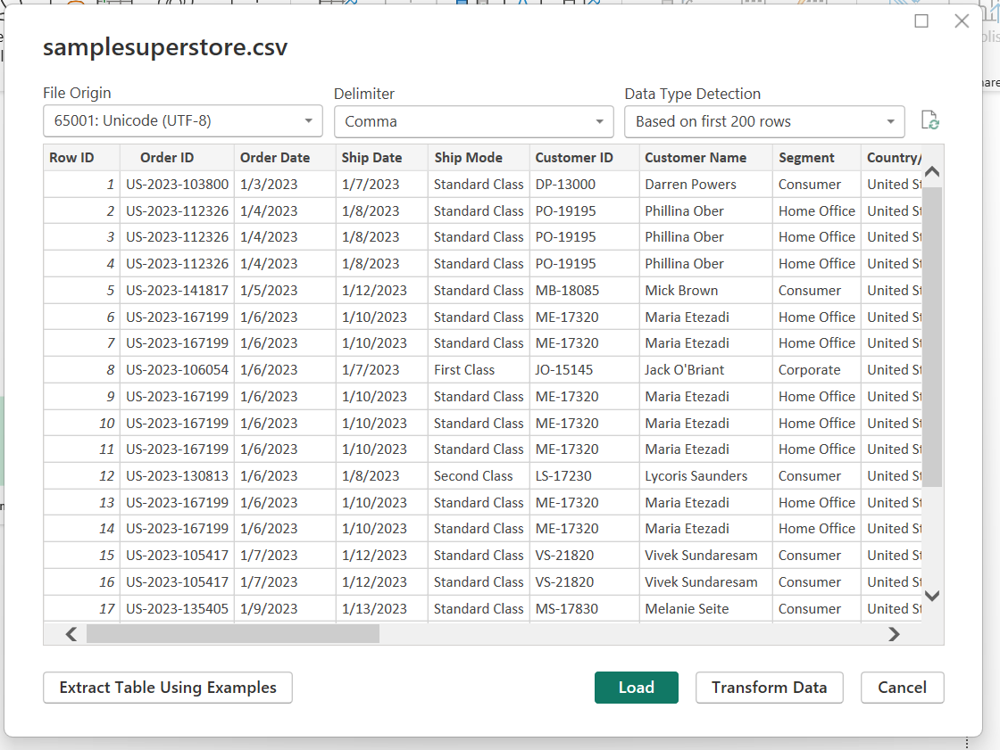 samplesuperstore.csv
File Origin Delimiter Data Type Detection
65001: Unicode (UTF-8) Comma Based on first 200 rows
Row ID Order ID Order Date Ship Date Ship Mode Customer ID Customer Name Segment Country/
1 US-2023-103800 1/3/2023 1/7/2023 Standard Class DP-13000 Darren Powers Consumer United St
2 US-2023-112326 1/4/2023 1/8/2023 Standard Class PO-19195 Phillina Ober Home Office United St
3 US-2023-112326 1/4/2023 1/8/2023 Standard Class PO-19195 Phillina Ober Home Office United St
4 US-2023-112326 1/4/2023 1/8/2023 Standard Class PO-19195 Phillina Ober Home Office United St
5 US-2023-141817 1/5/2023 1/12/2023 Standard Class MB-18085 Mick Brown Consumer United St
6 US-2023-167199 1/6/2023 1/10/2023 Standard Class ME-17320 Maria Etezadi Home Office United St
7 US-2023-167199 1/6/2023 1/10/2023 Standard Class ME-17320 Maria Etezadi Home Office United St
8 US-2023-106054 1/6/2023 1/7/2023 First Class JO-15145 Jack O'Briant Corporate United St
9 US-2023-167199 1/6/2023 1/10/2023 Standard Class ME-17320 Maria Etezadi Home Office United St
10 US-2023-167199 1/6/2023 1/10/2023 Standard Class ME-17320 Maria Etezadi Home Office United St
11 US-2023-167199 1/6/2023 1/10/2023 Standard Class ME-17320 Maria Etezadi Home Office United St
12 US-2023-130813 1/6/2023 1/8/2023 Second Class LS-17230 Lycoris Saunders Consumer United St
13 US-2023-167199 1/6/2023 1/10/2023 Standard Class ME-17320 Maria Etezadi Home Office United St
14 US-2023-167199 1/6/2023 1/10/2023 Standard Class ME-17320 Maria Etezadi Home Office United St
15 US-2023-105417 1/7/2023 1/12/2023 Standard Class VS-21820 Vivek Sundaresam Consumer United St
16 US-2023-105417 1/7/2023 1/12/2023 Standard Class VS-21820 Vivek Sundaresam Consumer United St
17 US-2023-135405 1/9/2023 1/13/2023 Standard Class MS-17830 Melanie Seite Consumer United St
Extract Table Using Examples Load Transform Data Cancel